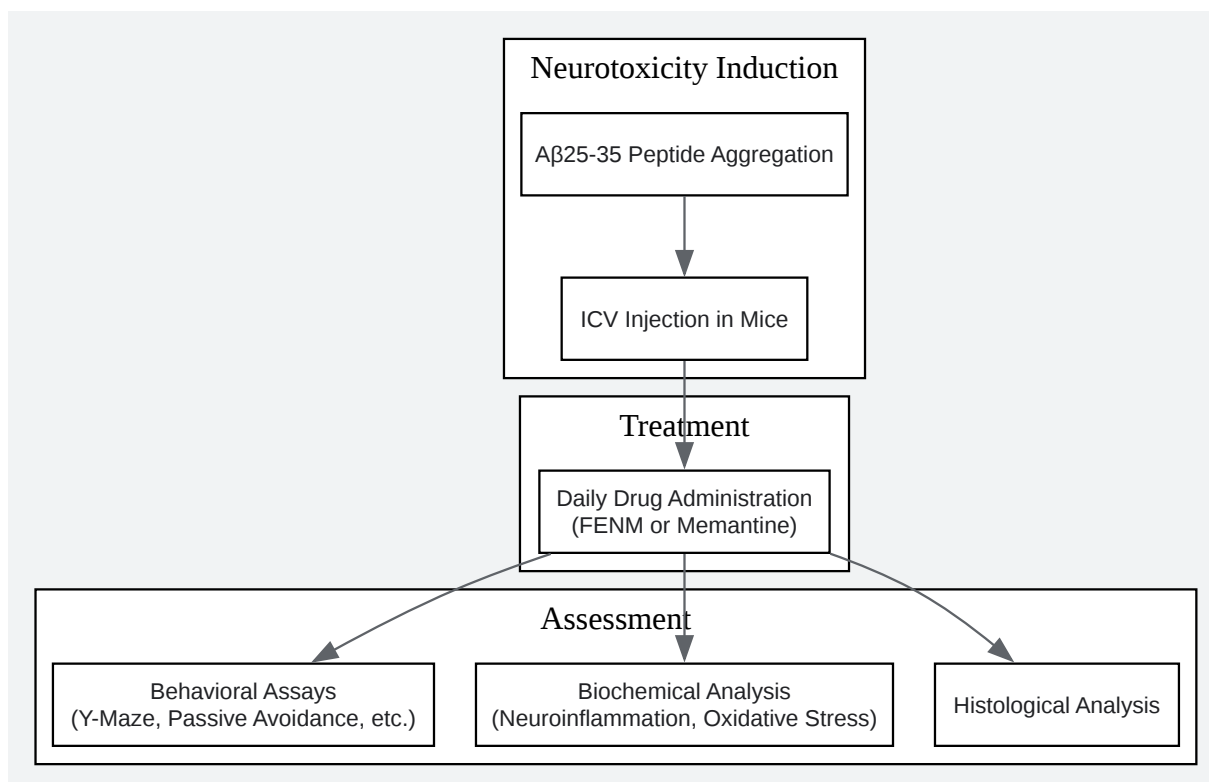 Neurotoxicity Induction
Aβ25-35 Peptide Aggregation
ICV Injection in Mice
Treatment
Daily Drug Administration
(FENM or Memantine)
Assessment
Behavioral Assays
(Y-Maze, Passive Avoidance, etc.)
Biochemical Analysis
(Neuroinflammation, Oxidative Stress)
Histological Analysis